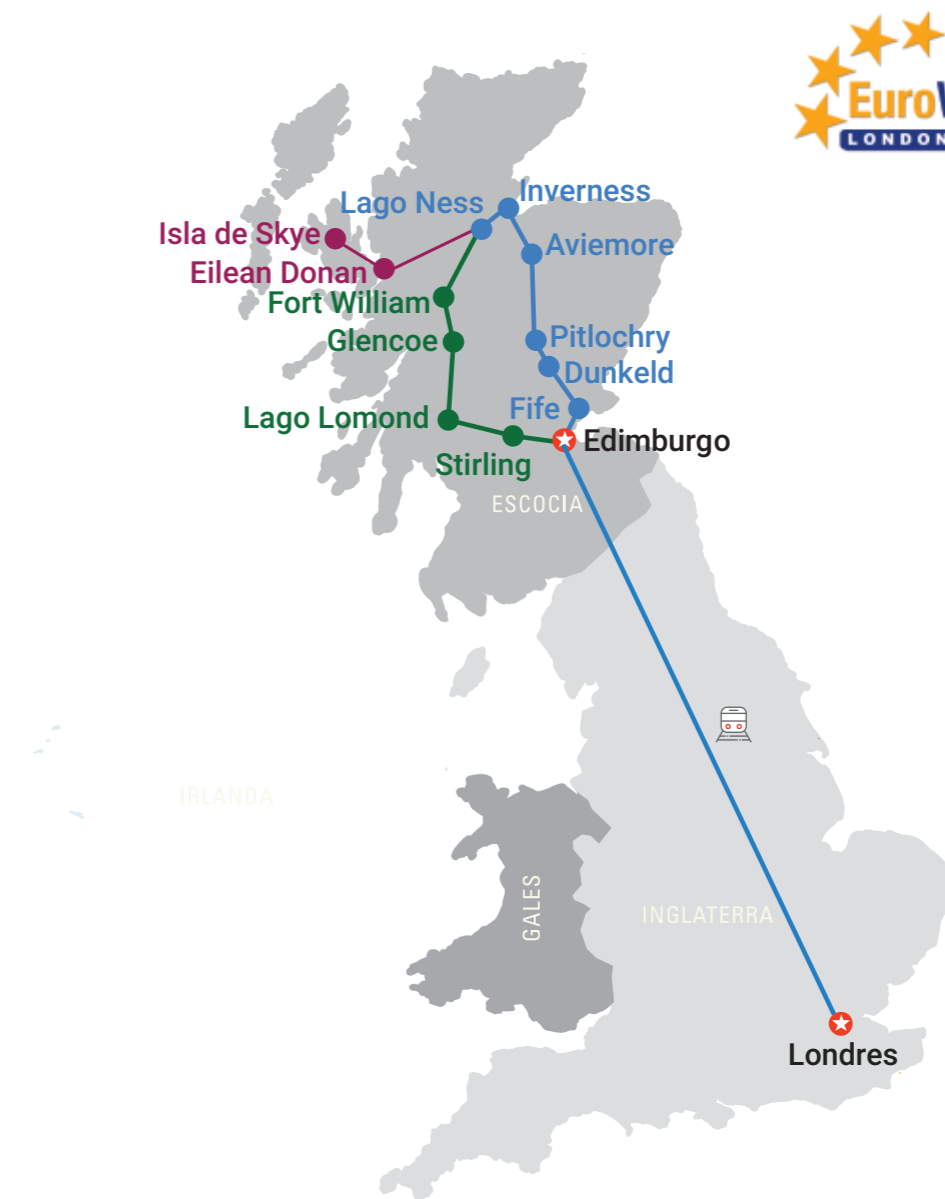 Euro
LONDON
Inverness
Lago Ness
Isla de Skye
Aviemore
Eilean Donan
Fort William
Glencoe
Pitlochry
Dunkeld
Fife
Lago Lomond
Edimburgo
Stirling
ESCOCIA
IRLANDA
GALES
INGLATERRA
Londres